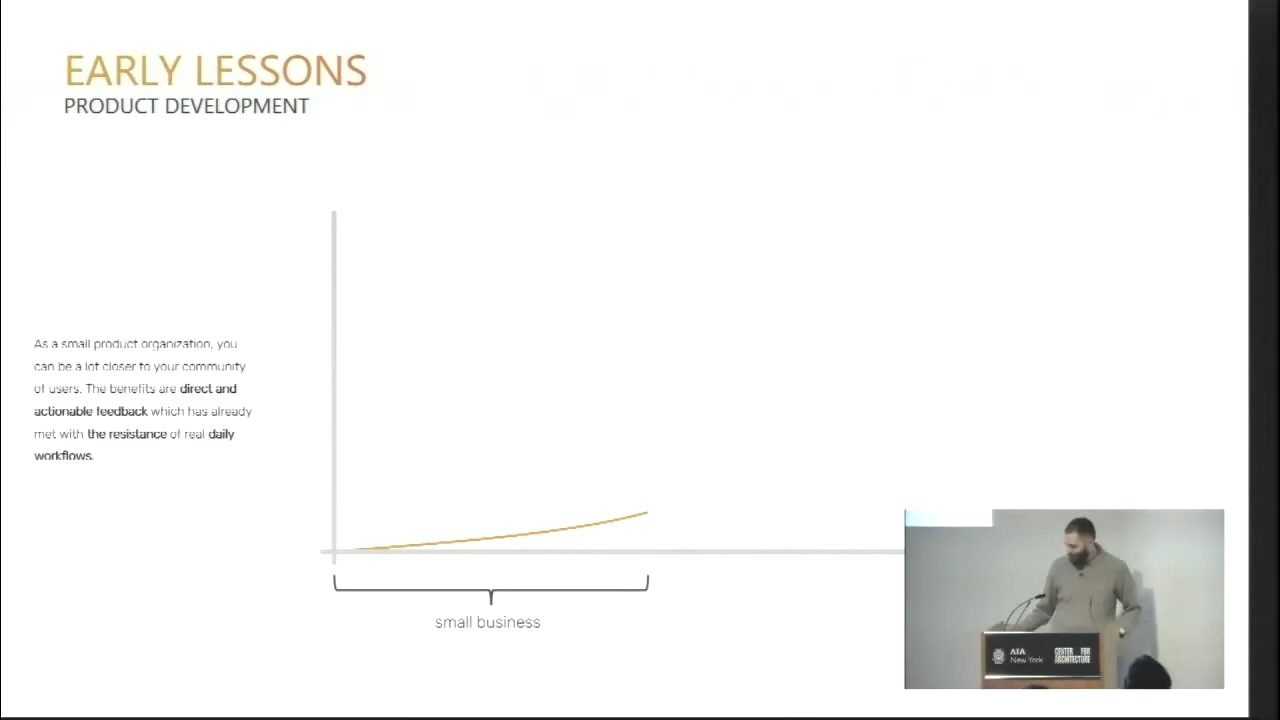 EARLY LESSONS
PRODUCT DEVELOPMENT
As a small product organization, you
can be a lot closer to your community
of users. The benefits are direct and
actionable feedback which has already
met with the resistance of real daily
workflows.
small business
AIA
New York
CENTER FOR
ARCHITECTURE